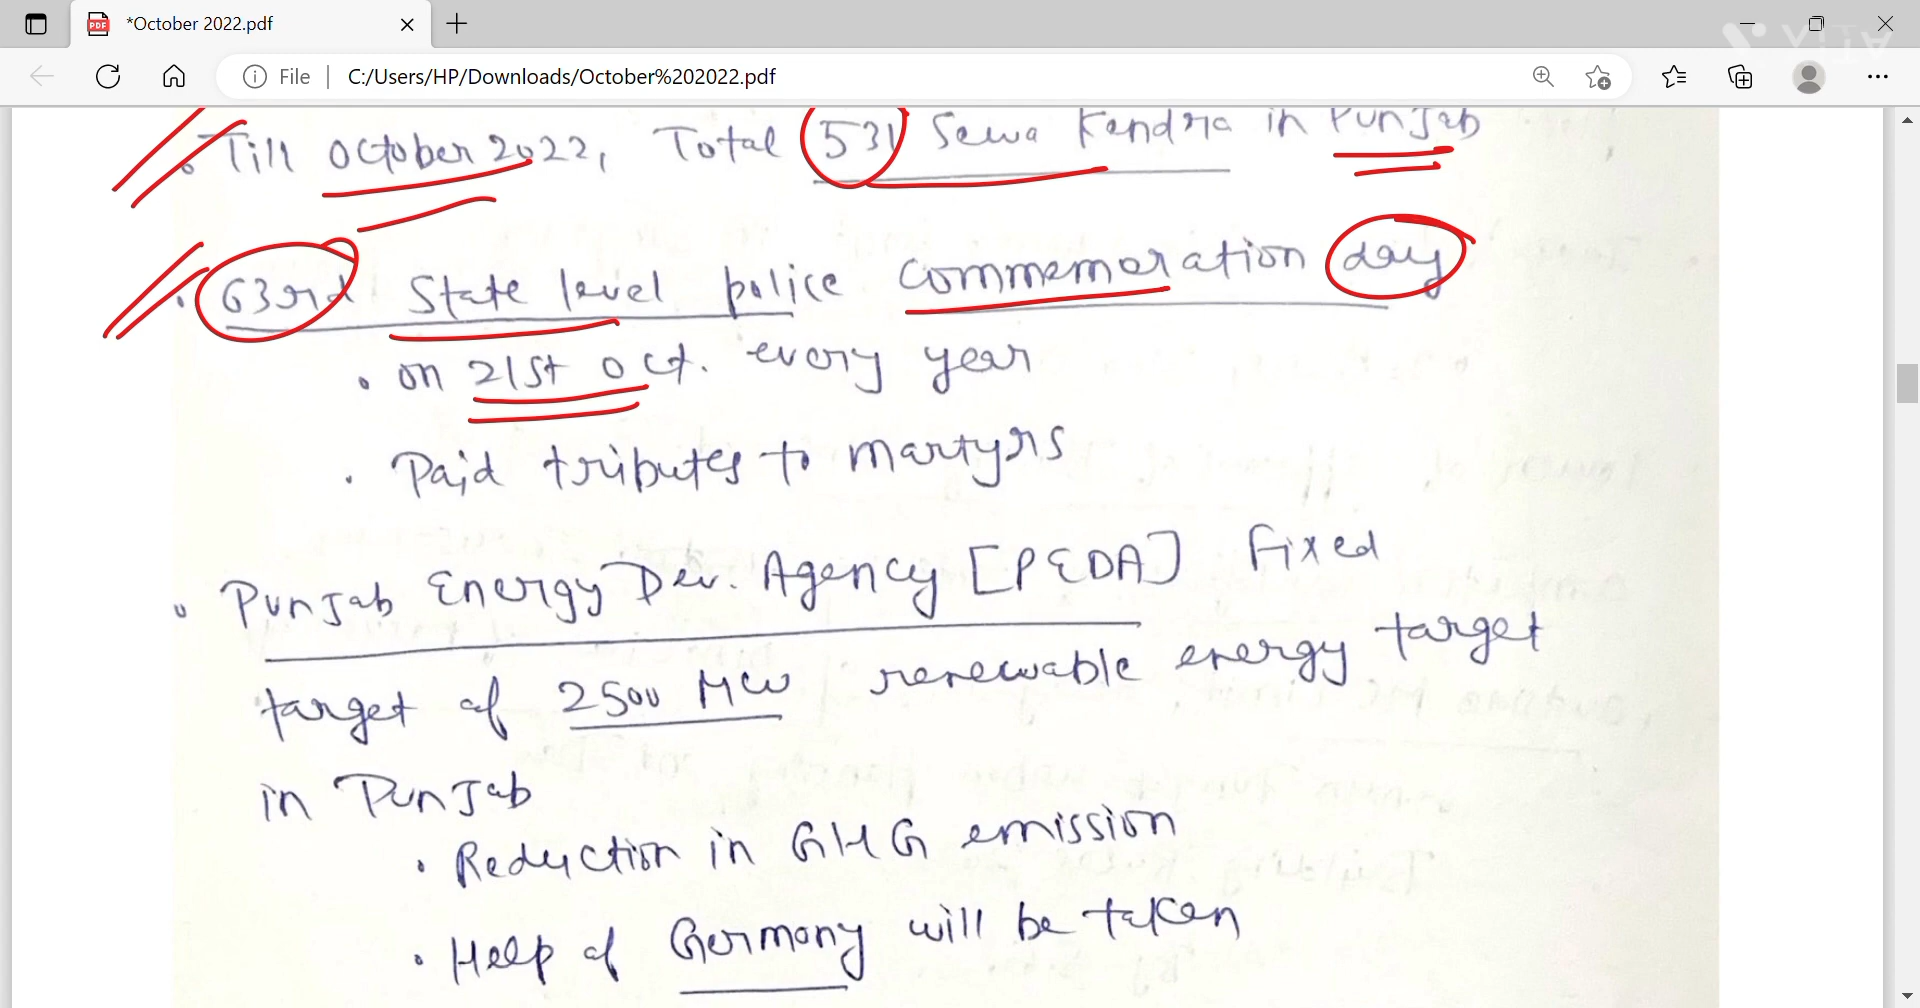 *October 2022.pdf
File | C:/Users/HP/Downloads/October%202022.pdf
VITA
Till October 2022, Total 531 Sewa Kendra in Punjab
63rd State level police commemoration day
on 21st oct. every year
Paid tributes to martyrs
Punjab Energy Dev. Agency [PEDA] Fixed
target of 2500 MW renewable energy target
in Punjab
Reduction in GHG emission
Help of Germany will be taken